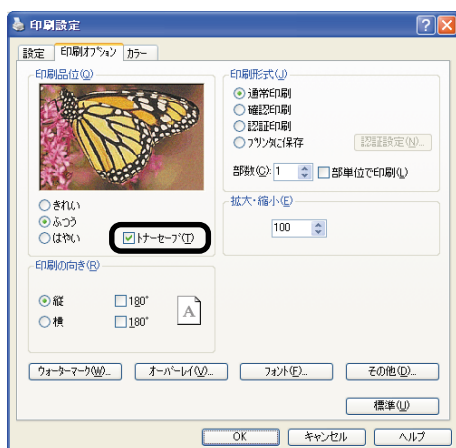 印刷設定
設定 印刷オプション カラー
印刷品位(Q)
きれい
ふつう
はやい
トナーセーブ(T)
印刷形式(J)
通常印刷
確認印刷
認証印刷
プリンタに保存
認証設定(N)...
部数(C): 1 部単位で印刷(L)
拡大・縮小(E)
100
印刷の向き(R)
縦 180°
横 180°
A
ウォーターマーク(W)... オーバーレイ(V)... フォント(F)... その他(D)...
標準(U)
OK キャンセル ヘルプ